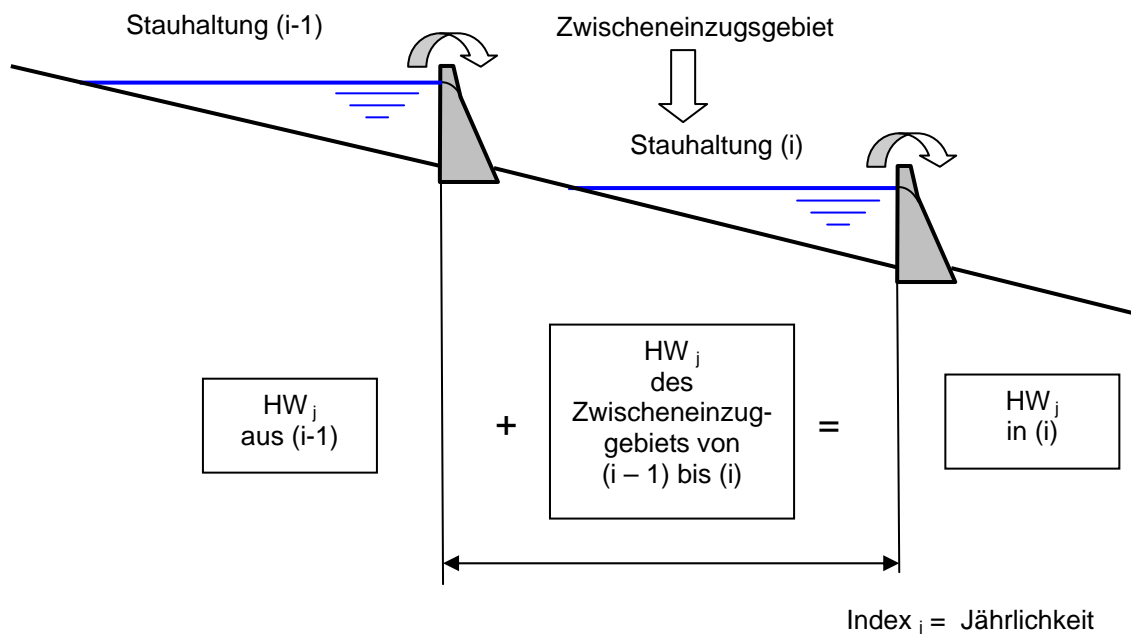 Stauhaltung (i-1)
Zwischeneinzugsgebiet
Stauhaltung (i)
HW j
aus (i-1)
+
HW j
des
Zwischeneinzug-
gebiets von
(i – 1) bis (i)
=
HW j
in (i)
Index j = Jährlichkeit